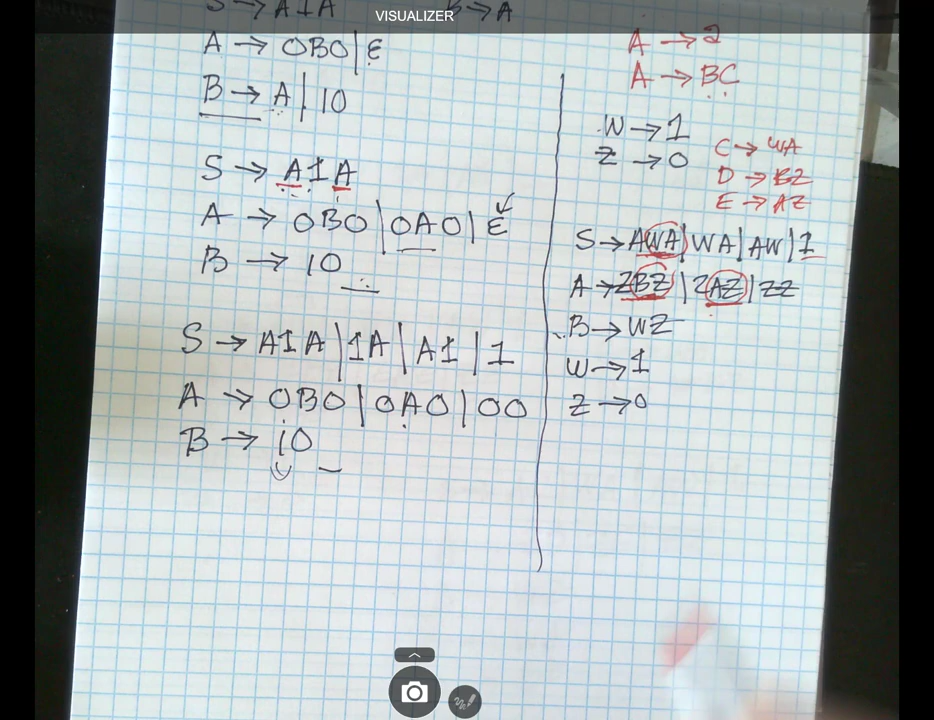 VISUALIZER
S → A1A
B → A
A → 0B0 | ε
B → A | 10
S → A1A
A → 0B0 | 0A0 | ε
B → 10
S → A1A | 1A | A1 | 1
A → 0B0 | 0A0 | 00
B → 10
A → a
A → BC
W → 1
Z → 0
C → WA
D → BZ
E → AZ
S → AWA | WA | AW | 1
A → ZBZ | ZAZ | ZZ
B → WZ
W → 1
Z → 0